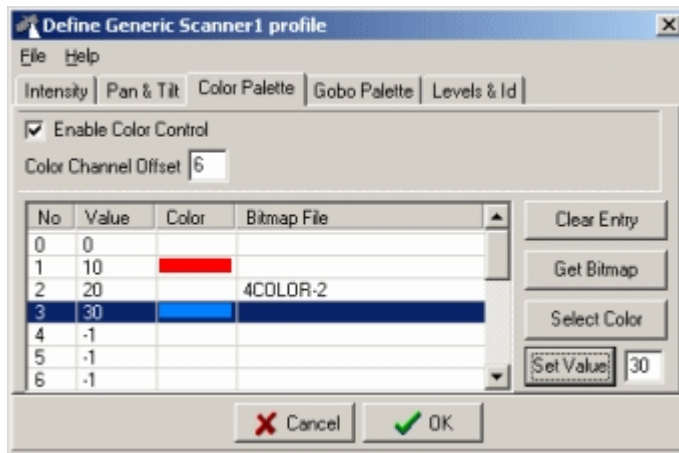 Define Generic Scanner1 profile
File Help
Intensity Pan & Tilt Color Palette Gobo Palette Levels & Id
Enable Color Control
Color Channel Offset 6
No Value Color Bitmap File Clear Entry
0 0
1 10 Get Bitmap
2 20 4COLOR-2
3 30 Select Color
4 -1
5 -1 Set Value 30
6 -1
Cancel OK